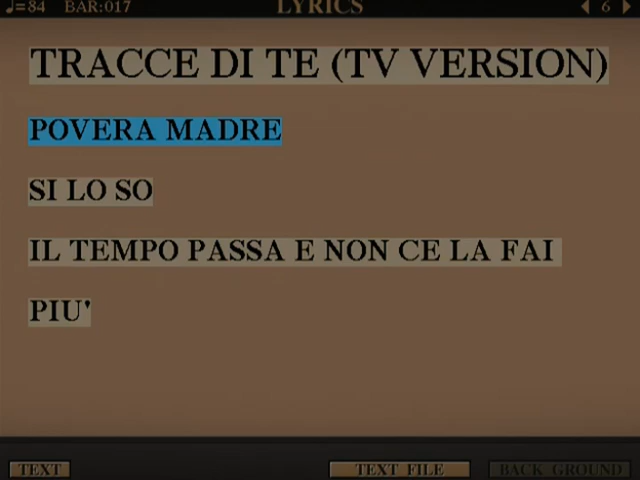 ♩=84 BAR:017 LYRICS 6
TRACCE DI TE (TV VERSION)
POVERA MADRE
SI LO SO
IL TEMPO PASSA E NON CE LA FAI
PIU'
TEXT TEXT FILE BACK GROUND